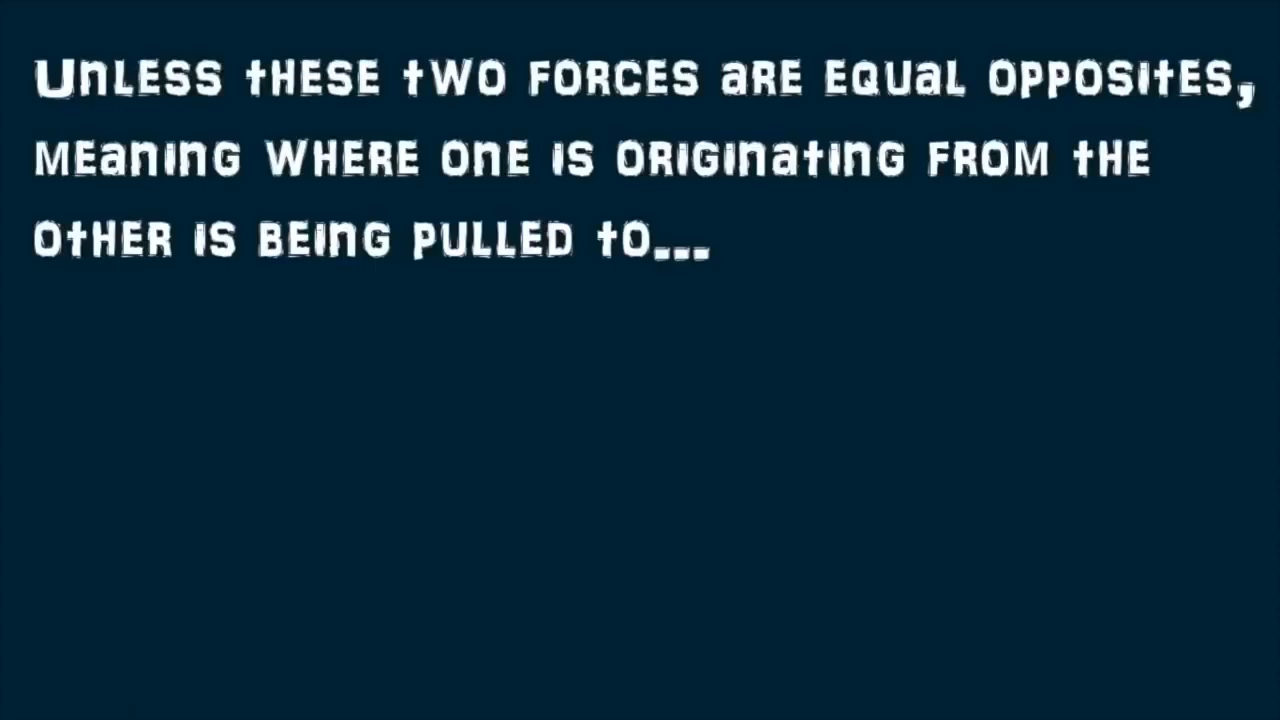 Unless these two forces are equal opposites,
meaning where one is originating from the
other is being pulled to...